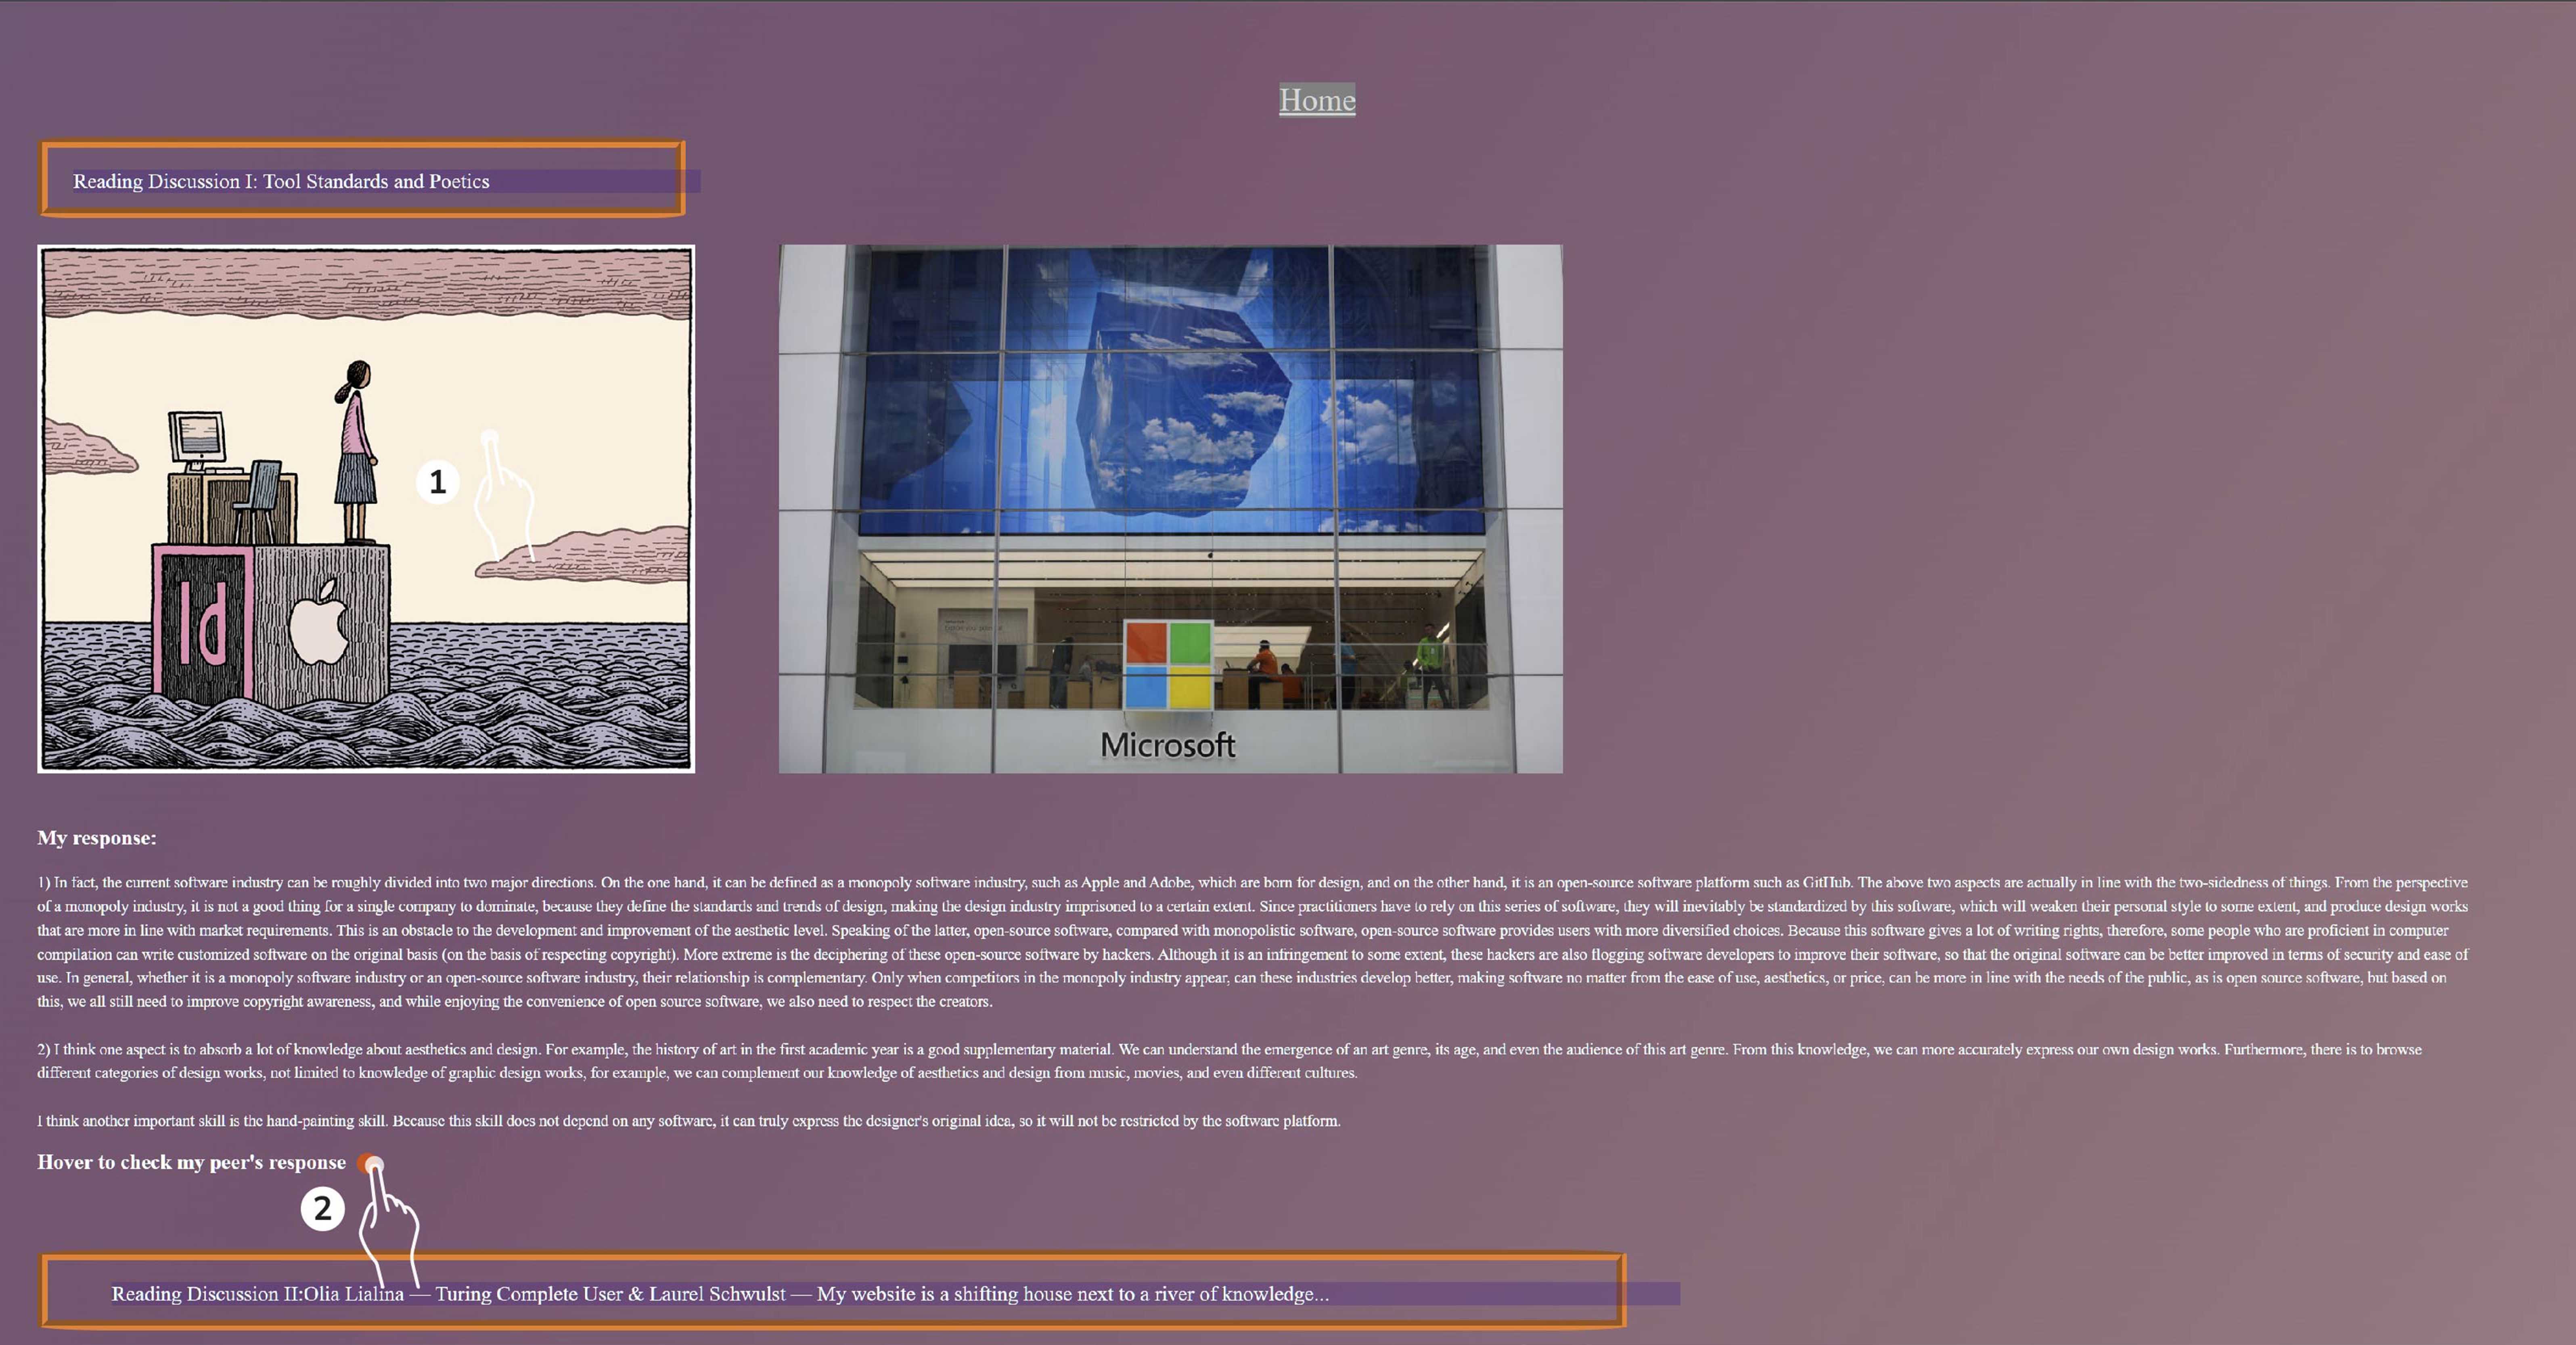 Home
Reading Discussion I: Tool Standards and Poetics
1
Id
Microsoft
My response:
1) In fact, the current software industry can be roughly divided into two major directions. On the one hand, it can be defined as a monopoly software industry, such as Apple and Adobe, which are born for design, and on the other hand, it is an open-source software platform such as GitHub. The above two aspects are actually in line with the two-sidedness of things. From the perspective
of a monopoly industry, it is not a good thing for a single company to dominate, because they define the standards and trends of design, making the design industry imprisoned to a certain extent. Since practitioners have to rely on this series of software, they will inevitably be standardized by this software, which will weaken their personal style to some extent, and produce design works
that are more in line with market requirements. This is an obstacle to the development and improvement of the aesthetic level. Speaking of the latter, open-source software, compared with monopolistic software, open-source software provides users with more diversified choices. Because this software gives a lot of writing rights, therefore, some people who are proficient in computer
compilation can write customized software on the original basis (on the basis of respecting copyright). More extreme is the deciphering of these open-source software by hackers. Although it is an infringement to some extent, these hackers are also flogging software developers to improve their software, so that the original software can be better improved in terms of security and ease of
use. In general, whether it is a monopoly software industry or an open-source software industry, their relationship is complementary. Only when competitors in the monopoly industry appear, can these industries develop better, making software no matter from the ease of use, aesthetics, or price, can be more in line with the needs of the public, as is open source software, but based on
this, we all still need to improve copyright awareness, and while enjoying the convenience of open source software, we also need to respect the creators.
2) I think one aspect is to absorb a lot of knowledge about aesthetics and design. For example, the history of art in the first academic year is a good supplementary material. We can understand the emergence of an art genre, its age, and even the audience of this art genre. From this knowledge, we can more accurately express our own design works. Furthermore, there is to browse
different categories of design works, not limited to knowledge of graphic design works, for example, we can complement our knowledge of aesthetics and design from music, movies, and even different cultures.
I think another important skill is the hand-painting skill. Because this skill does not depend on any software, it can truly express the designer's original idea, so it will not be restricted by the software platform.
Hover to check my peer's response
2
Reading Discussion II:Olia Lialina — Turing Complete User & Laurel Schwulst — My website is a shifting house next to a river of knowledge...